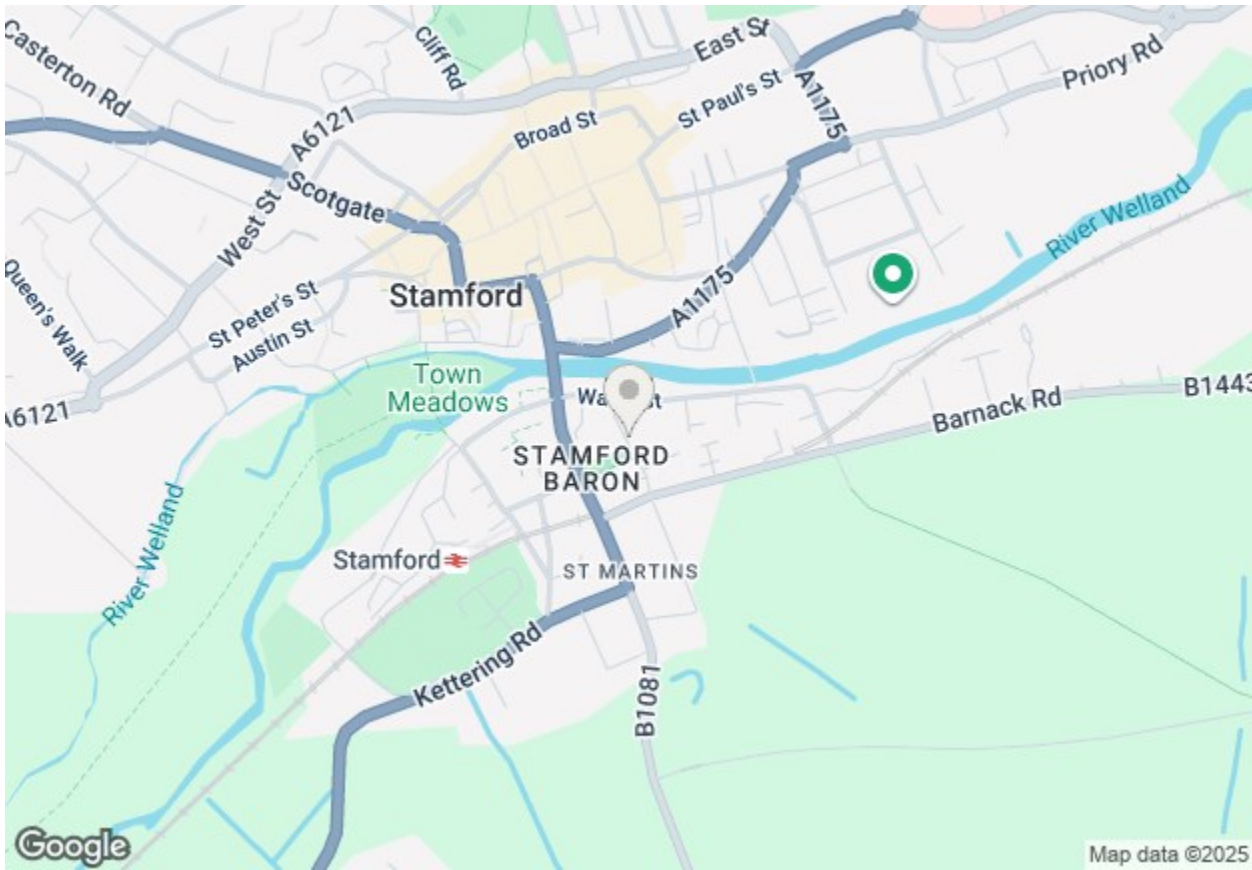 Casterton Rd
Cliff Rd
East St
Priory Rd
St Paul's St
A1175
A6121
Broad St
Scotgate
West St
River Welland
Queen's Walk
St Peter's St
Stamford
Austin St
A1175
Town
Meadows
B1443
A6121
Barnack Rd
STAMFORD
BARON
River Welland
Stamford
ST MARTINS
Kettering Rd
B1081
Google
Map data ©2025